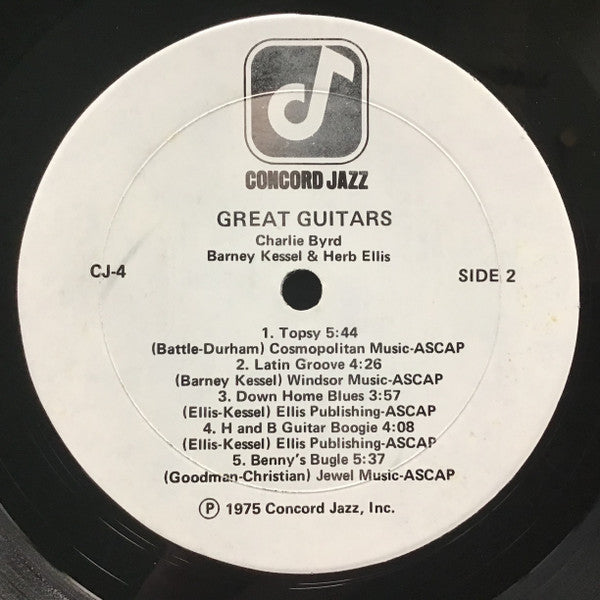 CONCORD JAZZ
GREAT GUITARS
Charlie Byrd
Barney Kessel & Herb Ellis
CJ-4
SIDE 2
1. Topsy 5:44
(Battle-Durham) Cosmopolitan Music-ASCAP
2. Latin Groove 4:26
(Barney Kessel) Windsor Music-ASCAP
3. Down Home Blues 3:57
(Ellis-Kessel) Ellis Publishing-ASCAP
4. H and B Guitar Boogie 4:08
(Ellis-Kessel) Ellis Publishing-ASCAP
5. Benny's Bugle 5:37
(Goodman-Christian) Jewel Music-ASCAP
℗ 1975 Concord Jazz, Inc.